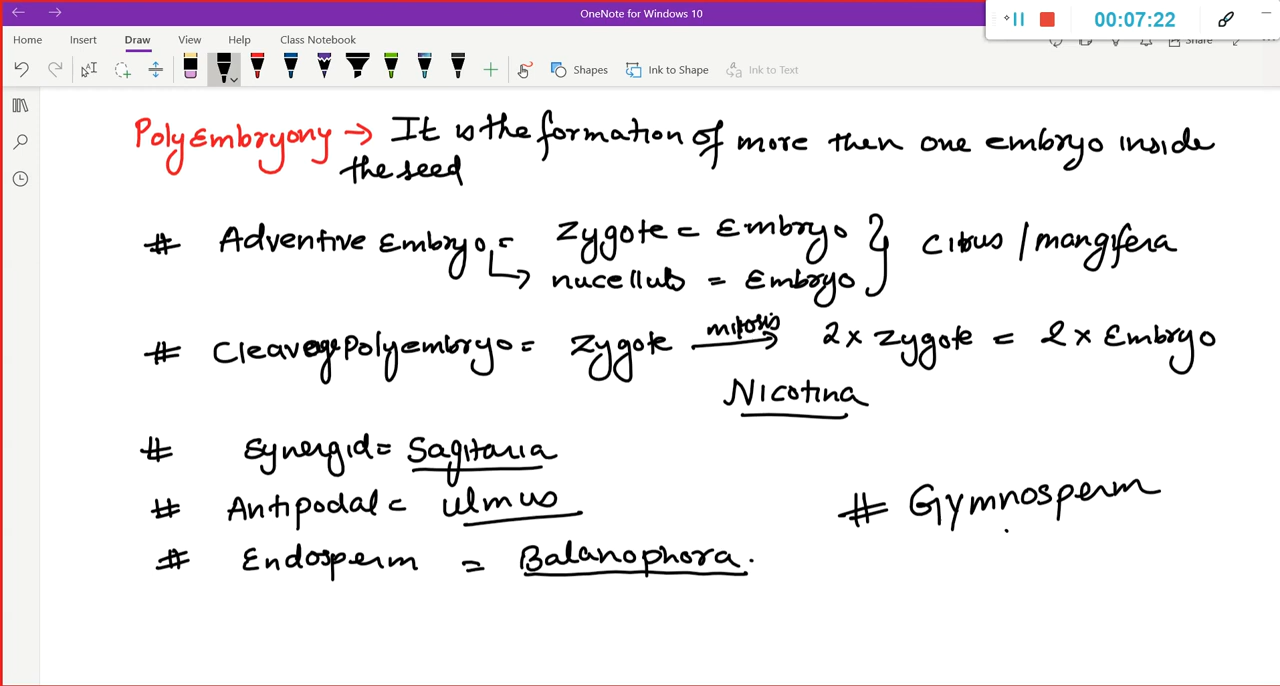 OneNote for Windows 10
00:07:22
Home Insert Draw View Help Class Notebook
Share
Shapes Ink to Shape Ink to Text
PolyEmbryony → It is the formation of more then one embryo inside
the seed
# Adventive Embryo = Zygote = Embryo } Citrus / mangifera
↳ nucelluls = Embryo
# Cleavage Polyembryo = Zygote mitosis → 2 x Zygote = 2 x Embryo
Nicotina
# Synergid = Sagitaria
# Antipodal = ulmus
# Gymnosperm
# Endosperm = Balanophora.